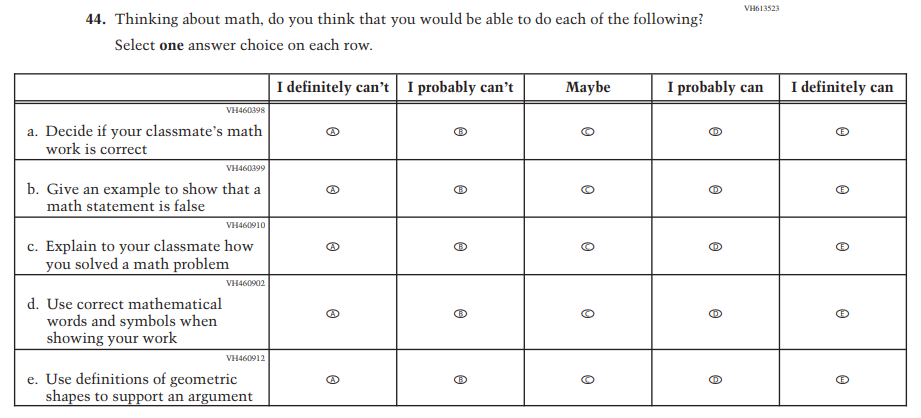 VH613523
44. Thinking about math, do you think that you would be able to do each of the following?
Select one answer choice on each row.
I definitely can't I probably can't Maybe I probably can I definitely can
VH460398
a. Decide if your classmate's math
work is correct
A B C D E
VH460399
b. Give an example to show that a
math statement is false
A B C D E
VH460910
c. Explain to your classmate how
you solved a math problem
A B C D E
VH460902
d. Use correct mathematical
words and symbols when
showing your work
A B C D E
VH460912
e. Use definitions of geometric
shapes to support an argument
A B C D E